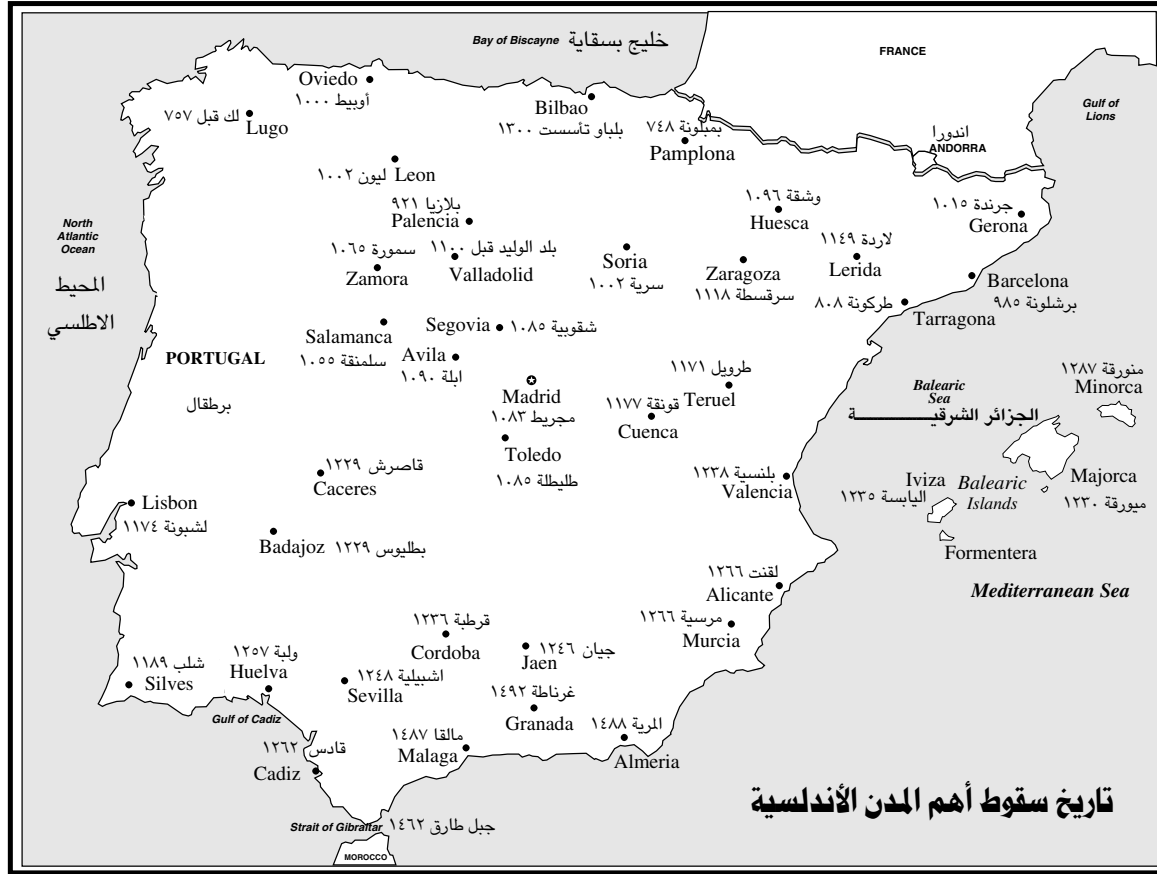 Bay of Biscayne خليج بسقاية
FRANCE
Oviedo
أوبيط ١٠٠٠
Bilbao
بلباو تأسست ١٣٠٠
لك قبل ٧٥٧
Lugo
بمبلونة ٧٤٨
Pamplona
Gulf of
Lions
اندورا
ANDORRA
ليون ١٠٠٢ Leon
بلازيا ٩٢١
Palencia
وشقة ١٠٩٦
Huesca
جرندة ١٠١٥
Gerona
North
Atlantic
Ocean
المحيط
الاطلسي
سمورة ١٠٦٥
Zamora
بلد الوليد قبل ١١٠٠
Valladolid
Soria
سرية ١٠٠٢
Zaragoza
سرقسطة ١١١٨
لاردة ١١٤٩
Lerida
Barcelona
برشلونة ٩٨٥
طركونة ٨٠٨
Tarragona
Salamanca
سلمنقة ١٠٥٥
Segovia شقوبية ١٠٨٥
Avila
ابلة ١٠٩٠
PORTUGAL
برطقال
Madrid
مجريط ١٠٨٣
طرويل ١١٧١
Teruel
قونقة ١١٧٧
Cuenca
Balearic
Sea
الجزائر الشرقيـــــــة
منورقة ١٢٨٧
Minorca
Toledo
طليطلة ١٠٨٥
قاصرش ١٢٢٩
Caceres
بلنسية ١٢٣٨
Valencia
Iviza
اليابسة ١٢٣٥
Balearic
Islands
Majorca
ميورقة ١٢٣٠
Lisbon
لشبونة ١١٧٤
Badajoz بطليوس ١٢٢٩
Formentera
لقنت ١٢٦٦
Alicante
Mediterranean Sea
قرطبة ١٢٣٦
Cordoba
جيان ١٢٤٦
Jaen
مرسية ١٢٦٦
Murcia
شلب ١١٨٩
Silves
ولبة ١٢٥٧
Huelva
اشبيلية ١٢٤٨
Sevilla
غرناطة ١٤٩٢
Granada
Gulf of Cadiz
قادس ١٢٦٢
Cadiz
مالقا ١٤٨٧
Malaga
المرية ١٤٨٨
Almeria
تاريخ سقوط أهم المدن الأندلسية
Strait of Gibraltar جبل طارق ١٤٦٢
MOROCCO